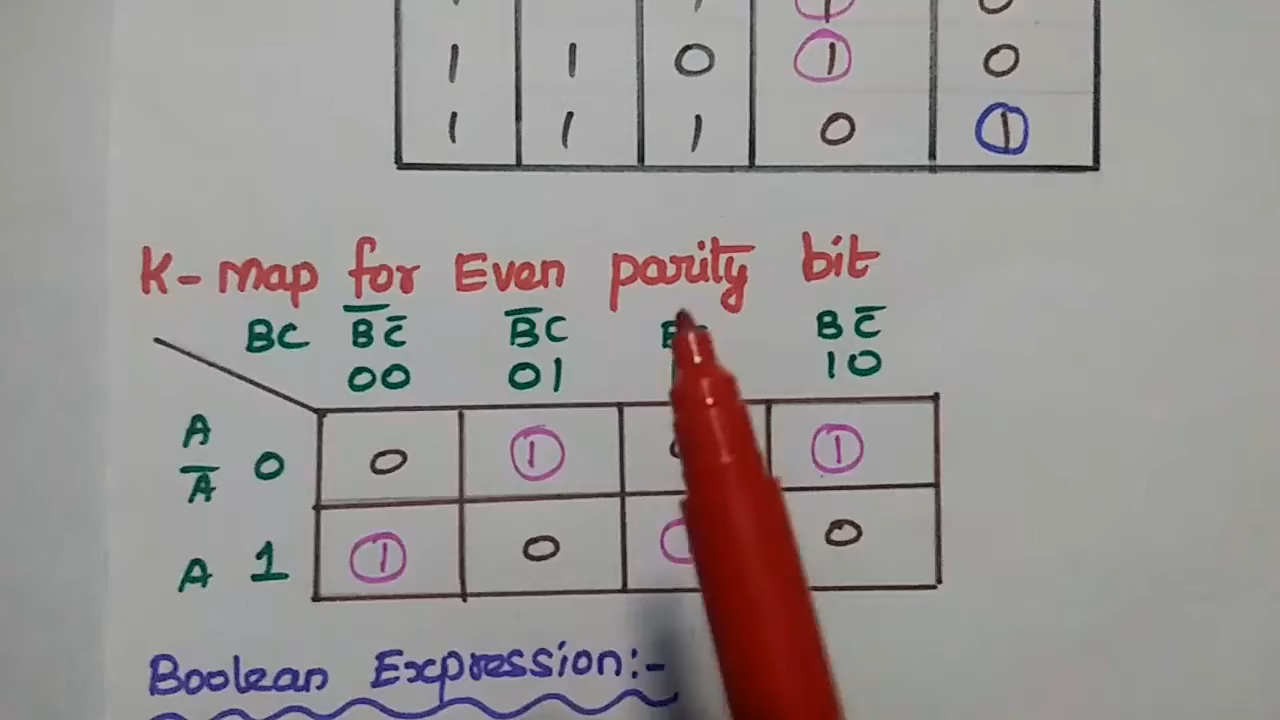 1 1 0 1 0
1 1 1 0 1
K-map for Even parity bit
BC B̅C̅ B̅C BC̅
00 01 10
A
A̅ 0 0 1 1
A 1 1 0 0
Boolean Expression:-